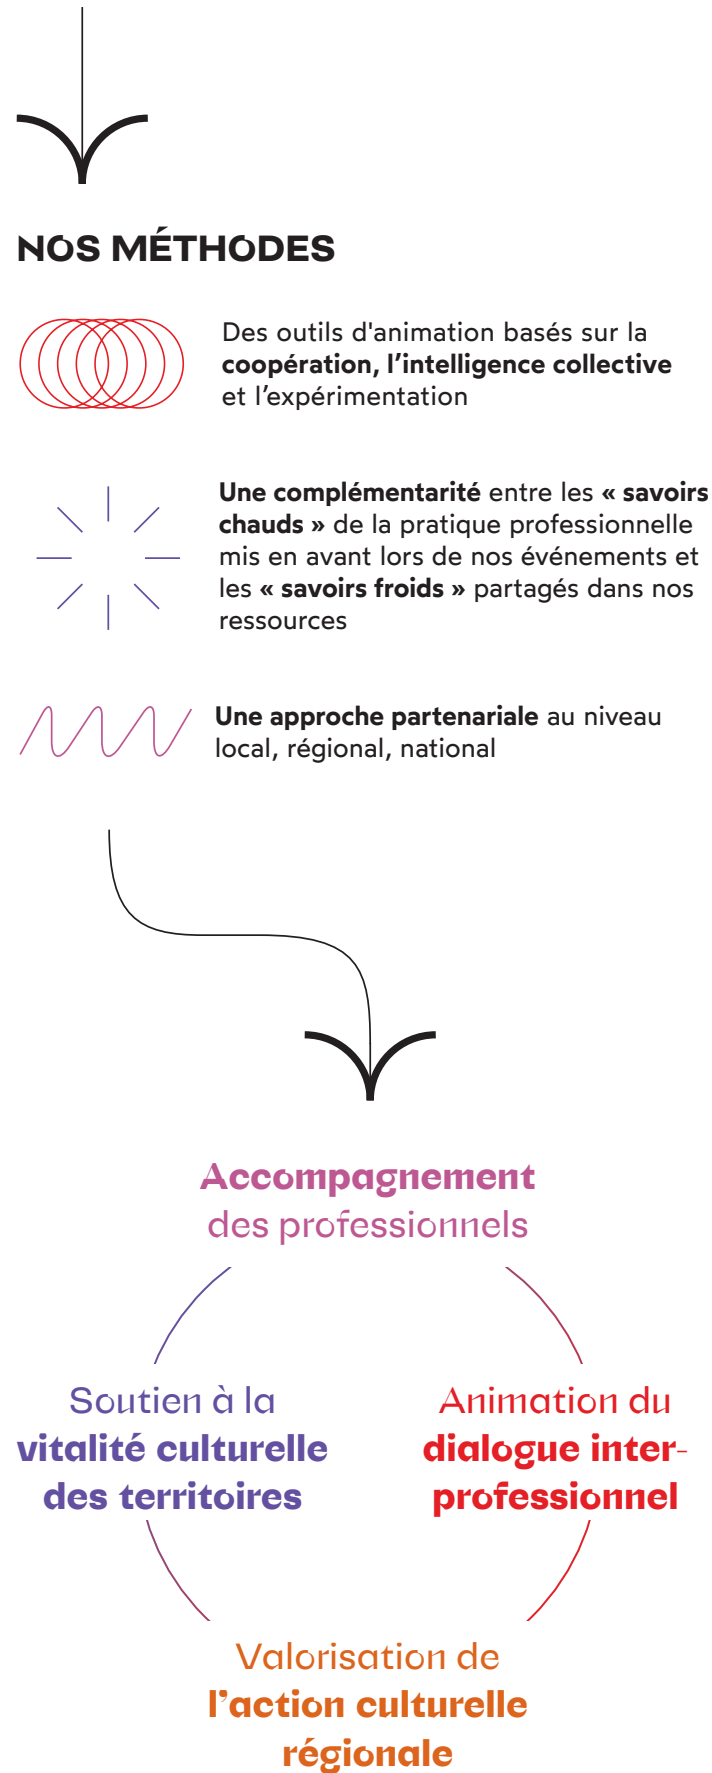 NOS MÉTHODES
Des outils d'animation basés sur la
coopération, l’intelligence collective
et l’expérimentation
Une complémentarité entre les « savoirs
chauds » de la pratique professionnelle
mis en avant lors de nos événements et
les « savoirs froids » partagés dans nos
ressources
Une approche partenariale au niveau
local, régional, national
Accompagnement
des professionnels
Soutien à la
vitalité culturelle
des territoires
Animation du
dialogue inter-
professionnel
Valorisation de
l’action culturelle
régionale